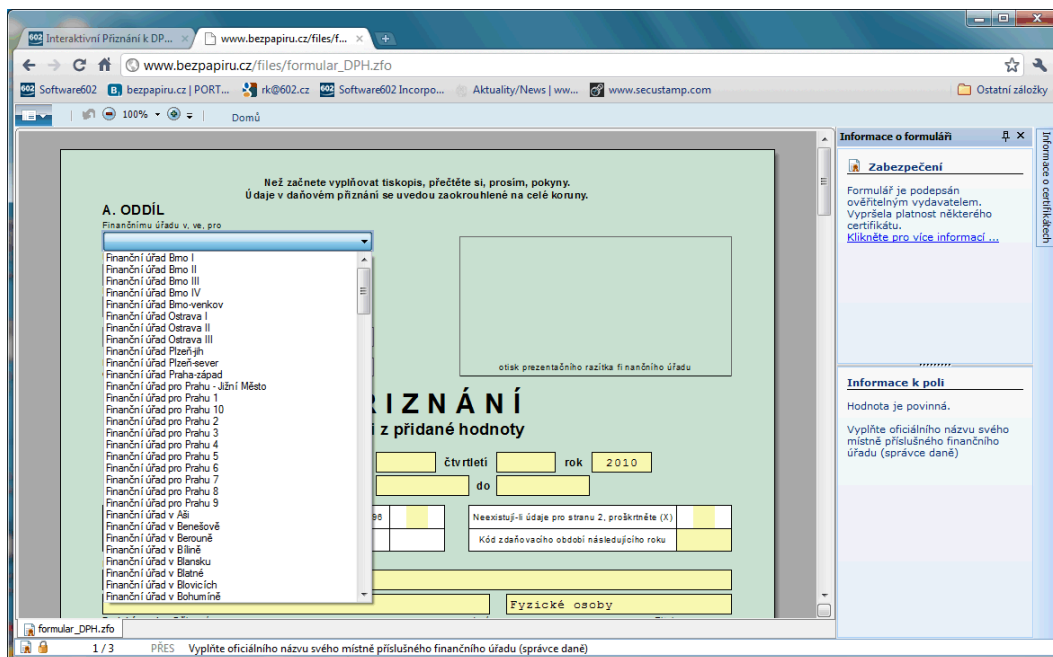 Interaktivní Přiznání k DP...
www.bezpapiru.cz/files/f...
www.bezpapiru.cz/files/formular_DPH.zfo
Software602
bezpapiru.cz | PORT...
rk@602.cz
Software602 Incorpo...
Aktuality/News | ww...
www.secustamp.com
Ostatní záložky
100%
Domů
Než začnete vyplňovat tiskopis, přečtěte si, prosím, pokyny.
Údaje v daňovém přiznání se uvedou zaokrouhlené na celé koruny.
A. ODDÍL
Finančnímu úřadu v, ve, pro
Finanční úřad Brno I
Finanční úřad Brno II
Finanční úřad Brno III
Finanční úřad Brno IV
Finanční úřad Brno-venkov
Finanční úřad Ostrava I
Finanční úřad Ostrava II
Finanční úřad Ostrava III
Finanční úřad Plzeň-jih
Finanční úřad Plzeň-sever
Finanční úřad Praha-západ
Finanční úřad pro Prahu - Jižní Město
Finanční úřad pro Prahu 1
Finanční úřad pro Prahu 10
Finanční úřad pro Prahu 2
Finanční úřad pro Prahu 3
Finanční úřad pro Prahu 4
Finanční úřad pro Prahu 5
Finanční úřad pro Prahu 6
Finanční úřad pro Prahu 7
Finanční úřad pro Prahu 8
Finanční úřad pro Prahu 9
Finanční úřad v Aši
Finanční úřad v Benešově
Finanční úřad v Berouně
Finanční úřad v Bílině
Finanční úřad v Blansku
Finanční úřad v Blatné
Finanční úřad v Blovicích
Finanční úřad v Bohumíně
otisk prezentačního razítka finančního úřadu
IZNÁNÍ
i z přidané hodnoty
čtvrtletí
rok
2010
do
Neexistují-li údaje pro stranu 2, proškrtněte (X)
Kód zdaňovacího období následujícího roku
Fyzické osoby
Informace o formuláři
Zabezpečení
Formulář je podepsán
ověřitelným vydavatelem.
Vypršela platnost některého
certifikátu.
Klikněte pro více informací ...
Informace k poli
Hodnota je povinná.
Vyplňte oficiálního názvu svého
místně příslušného finančního
úřadu (správce daně)
Informace o certifikátech
formular_DPH.zfo
1 / 3
PŘES
Vyplňte oficiálního názvu svého místně příslušného finančního úřadu (správce daně)